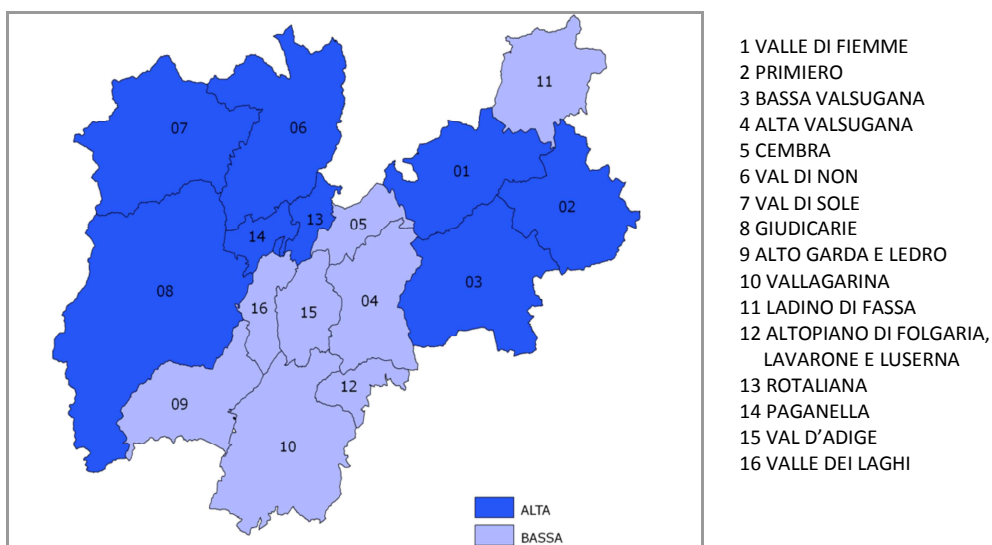 11
07
06
01
02
13
05
14
08
03
04
16
15
12
09
10
ALTA
BASSA
1 VALLE DI FIEMME
2 PRIMIERO
3 BASSA VALSUGANA
4 ALTA VALSUGANA
5 CEMBRA
6 VAL DI NON
7 VAL DI SOLE
8 GIUDICARIE
9 ALTO GARDA E LEDRO
10 VALLAGARINA
11 LADINO DI FASSA
12 ALTOPIANO DI FOLGARIA,
LAVARONE E LUSERNA
13 ROTALIANA
14 PAGANELLA
15 VAL D’ADIGE
16 VALLE DEI LAGHI